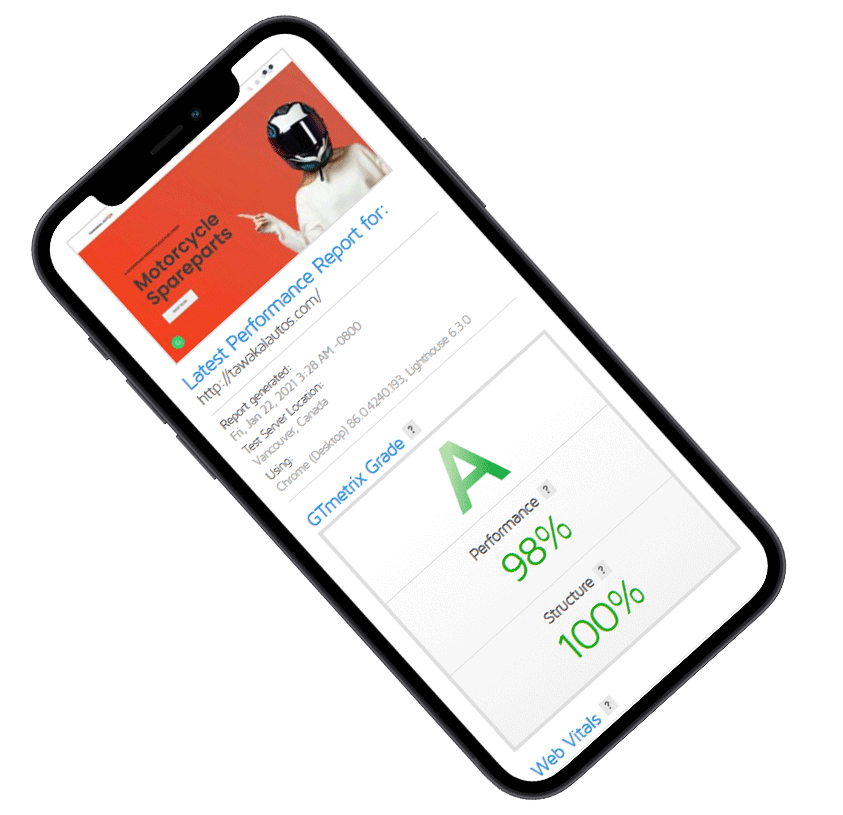 Motorcycle
Spareparts
SHOP NOW
Latest Performance Report for:
http://tawakalautos.com/
Report generated:
Fri, Jan 22, 2021 3:28 AM -0800
Test Server Location:
Vancouver, Canada
Using:
Chrome (Desktop) 86.0.4240.193, Lighthouse 6.3.0
GTmetrix Grade ?
A
Performance ?
98%
Structure ?
100%
Web Vitals ?